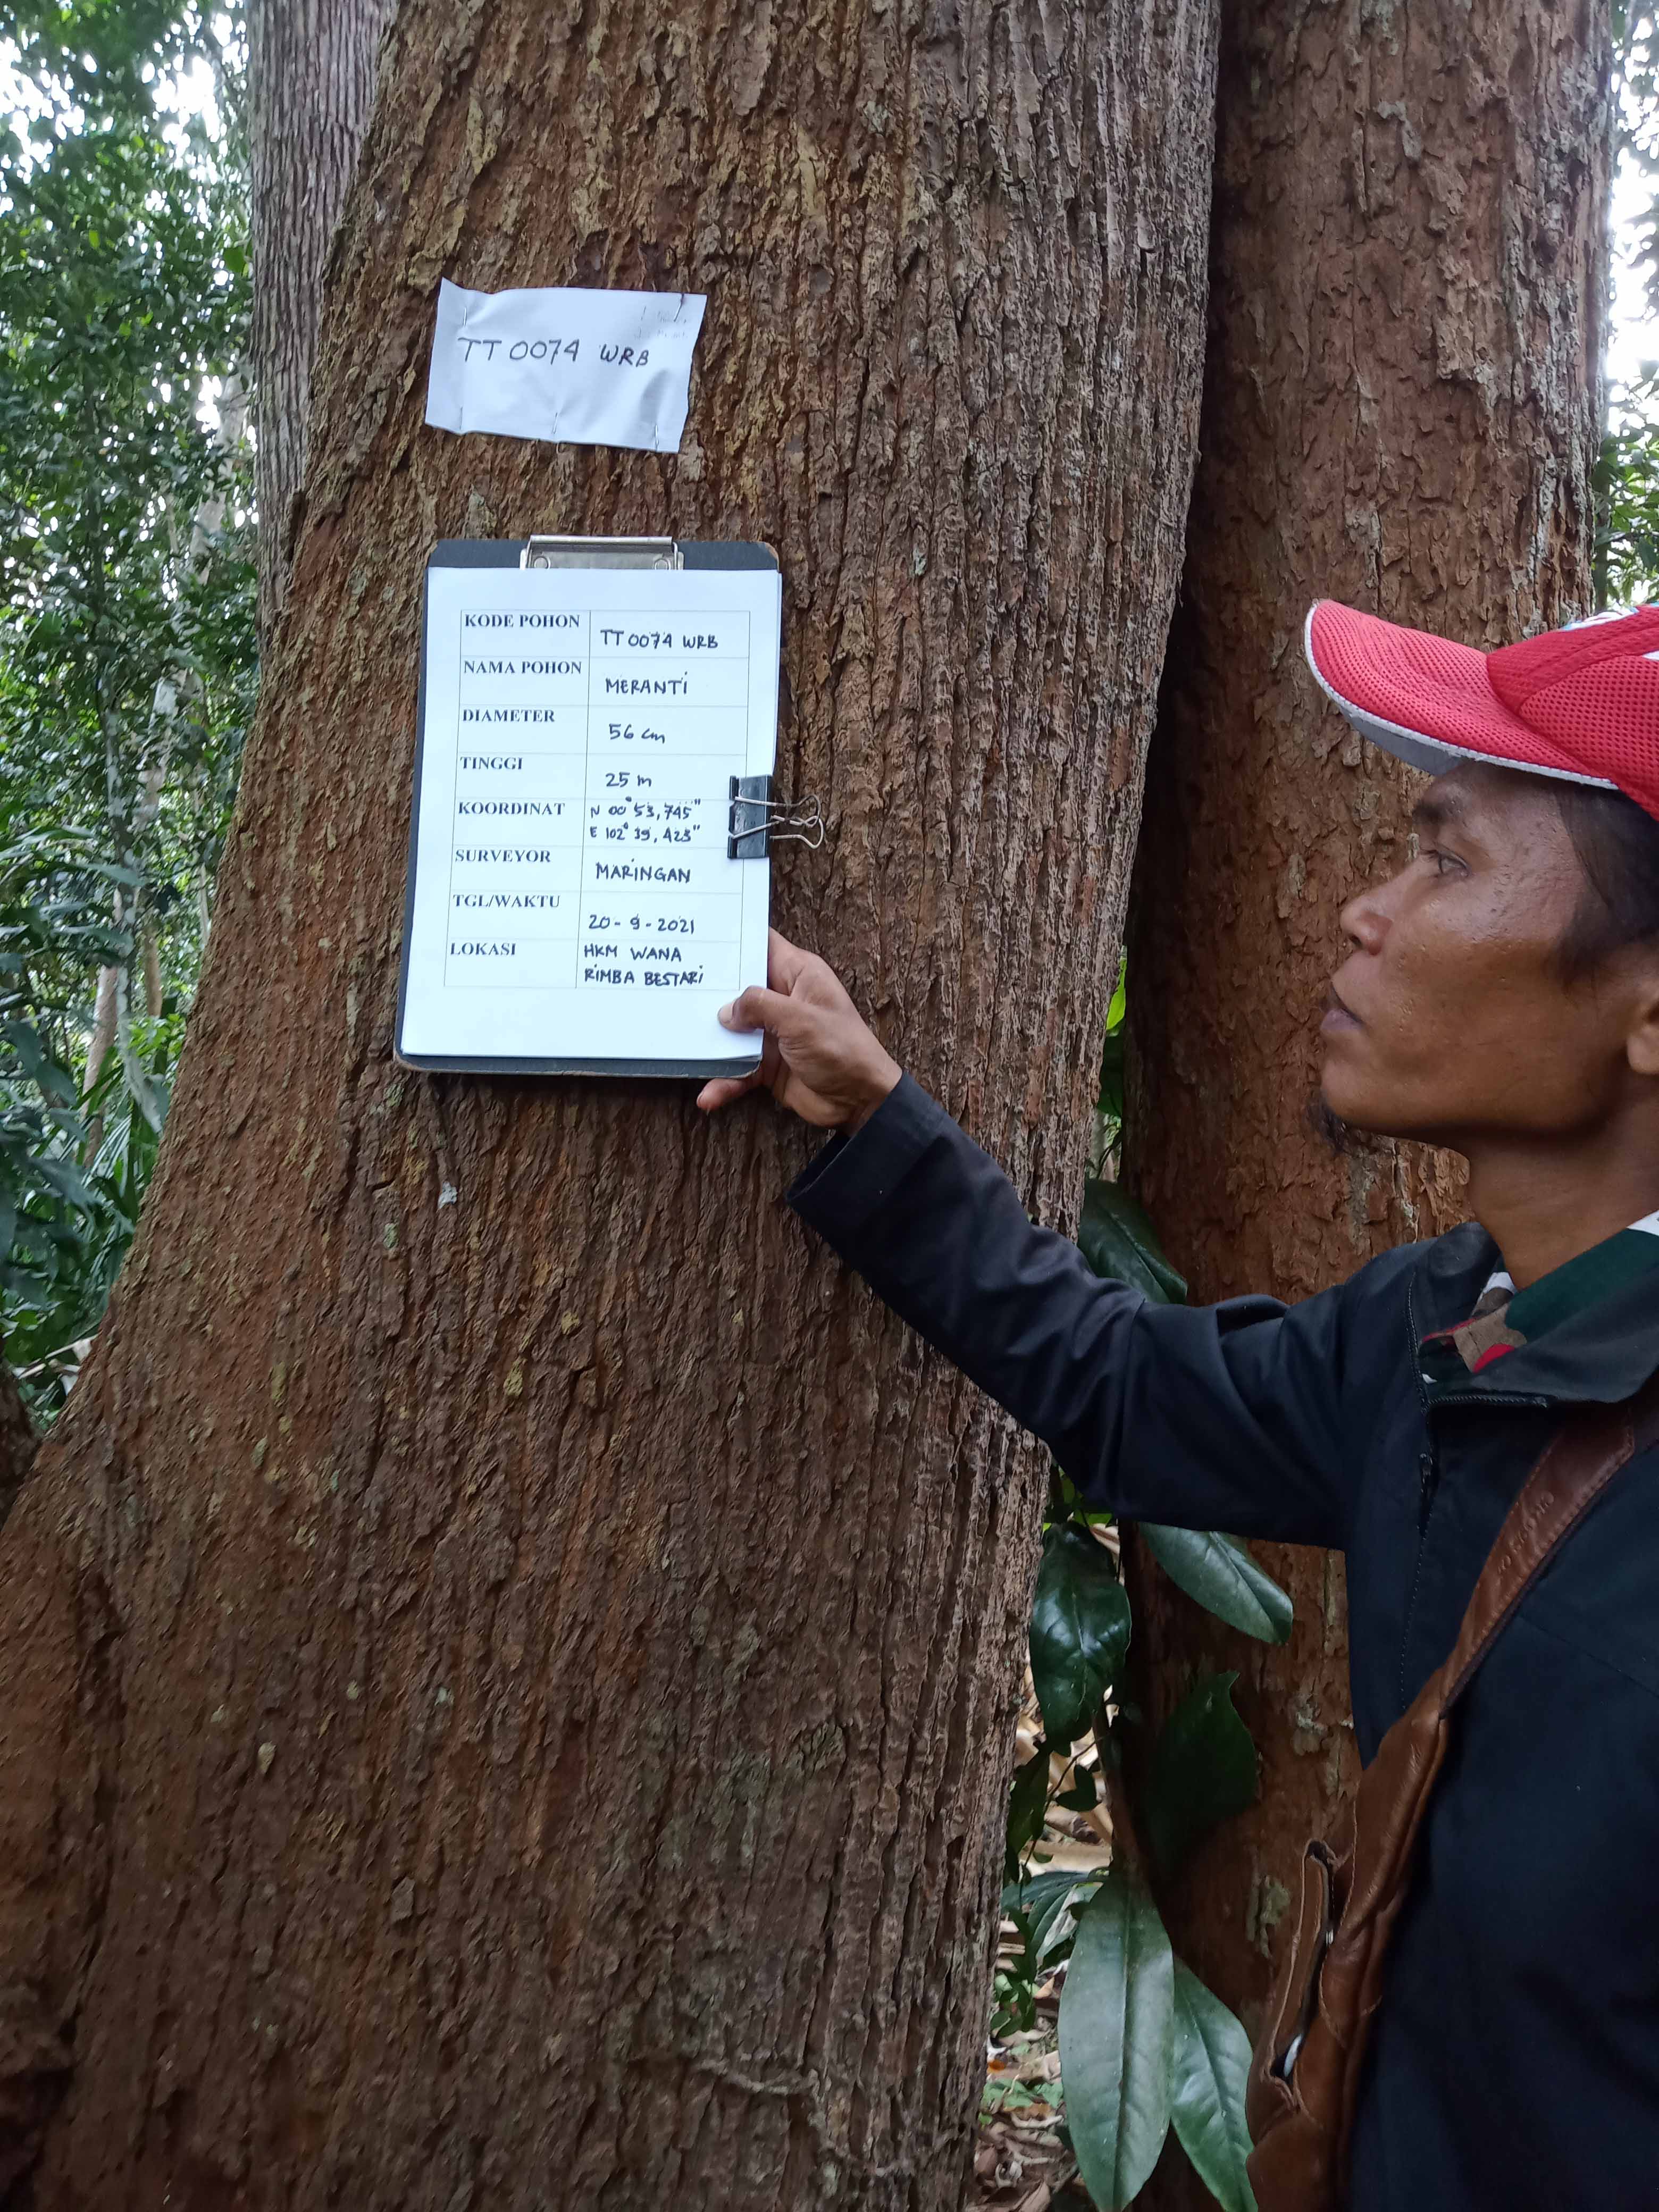 TT 0074 WRB
KODE POHON TT 0074 WRB
NAMA POHON MERANTI
DIAMETER 56 cm
TINGGI 25 m
KOORDINAT N 00° 53,745"
E 102° 39, 423"
SURVEYOR MARINGAN
TGL/WAKTU 20-9-2021
LOKASI HKM WANA
RIMBA BESTARI